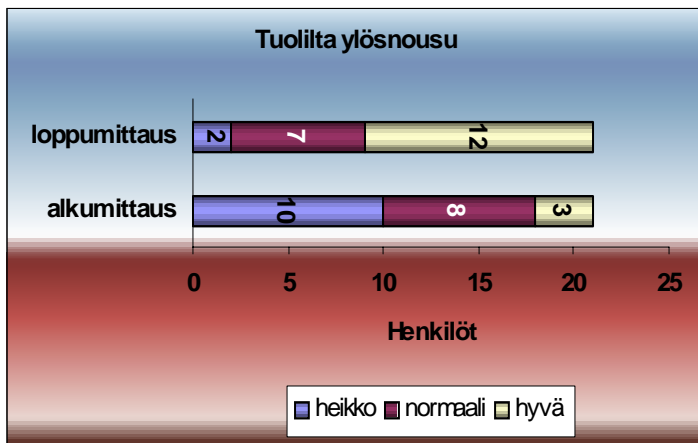 Tuolilta ylösnousu
loppumittaus
2 7 12
alkumittaus
10 8 3
0 5 10 15 20 25
Henkilöt
heikko normaali hyvä